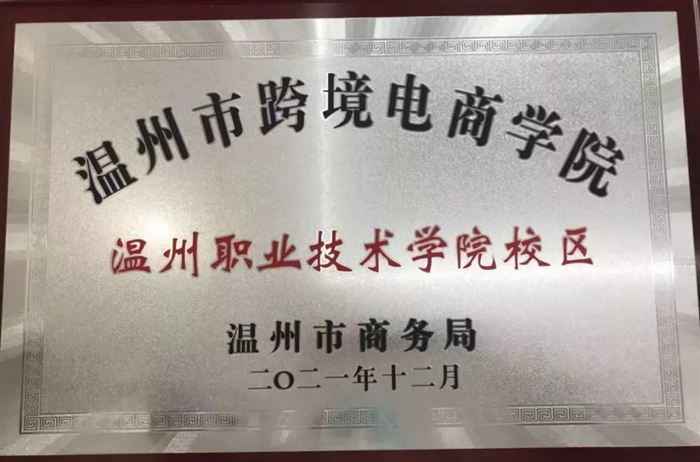 温州市跨境电商学院
温州职业技术学院校区
温州市商务局
二〇二一年十二月